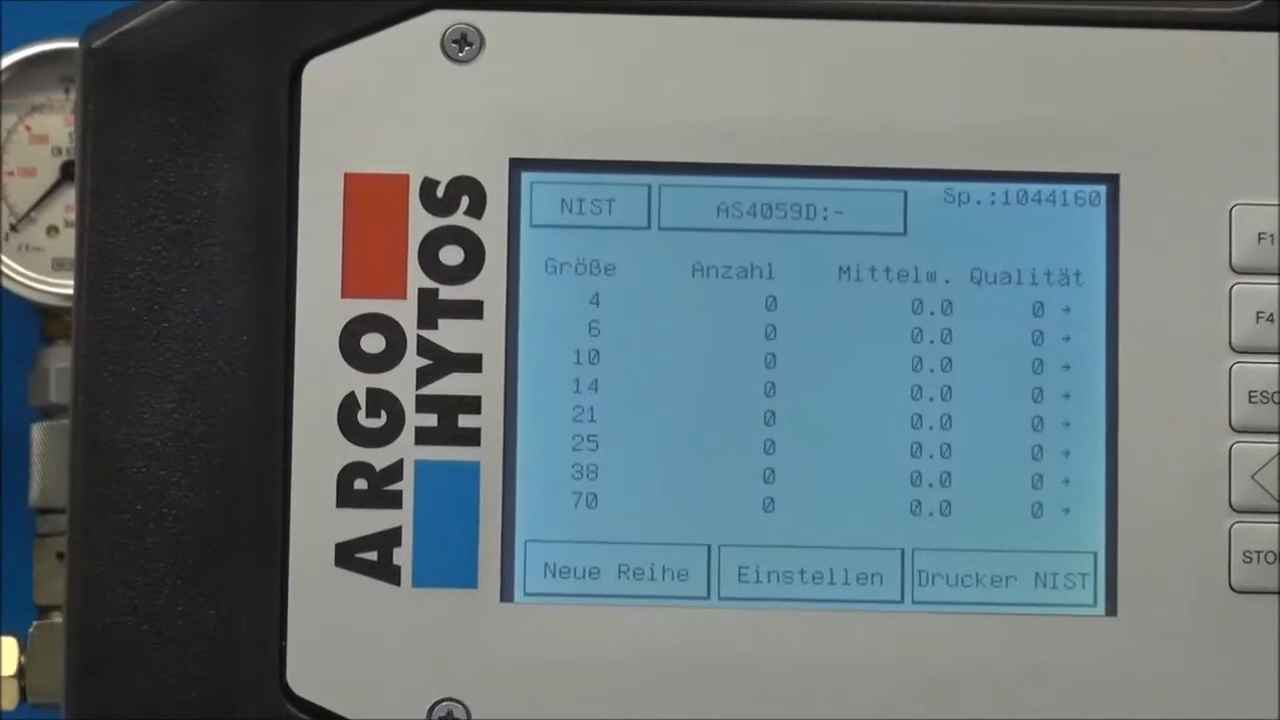 ARGO
HYTOS
NIST AS4059D:- Sp.:1044160
Größe Anzahl Mittelw. Qualität
4 0 0.0 0 →
6 0 0.0 0 →
10 0 0.0 0 →
14 0 0.0 0 →
21 0 0.0 0 →
25 0 0.0 0 →
38 0 0.0 0 →
70 0 0.0 0 →
Neue Reihe Einstellen Drucker NIST
F1
F4
ESC
STO